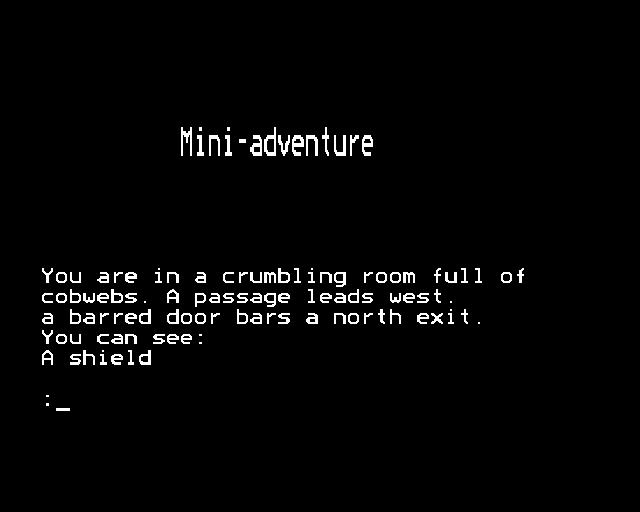 Mini-adventure
You are in a crumbling room full of
cobwebs. A passage leads west.
a barred door bars a north exit.
You can see:
A shield
:_